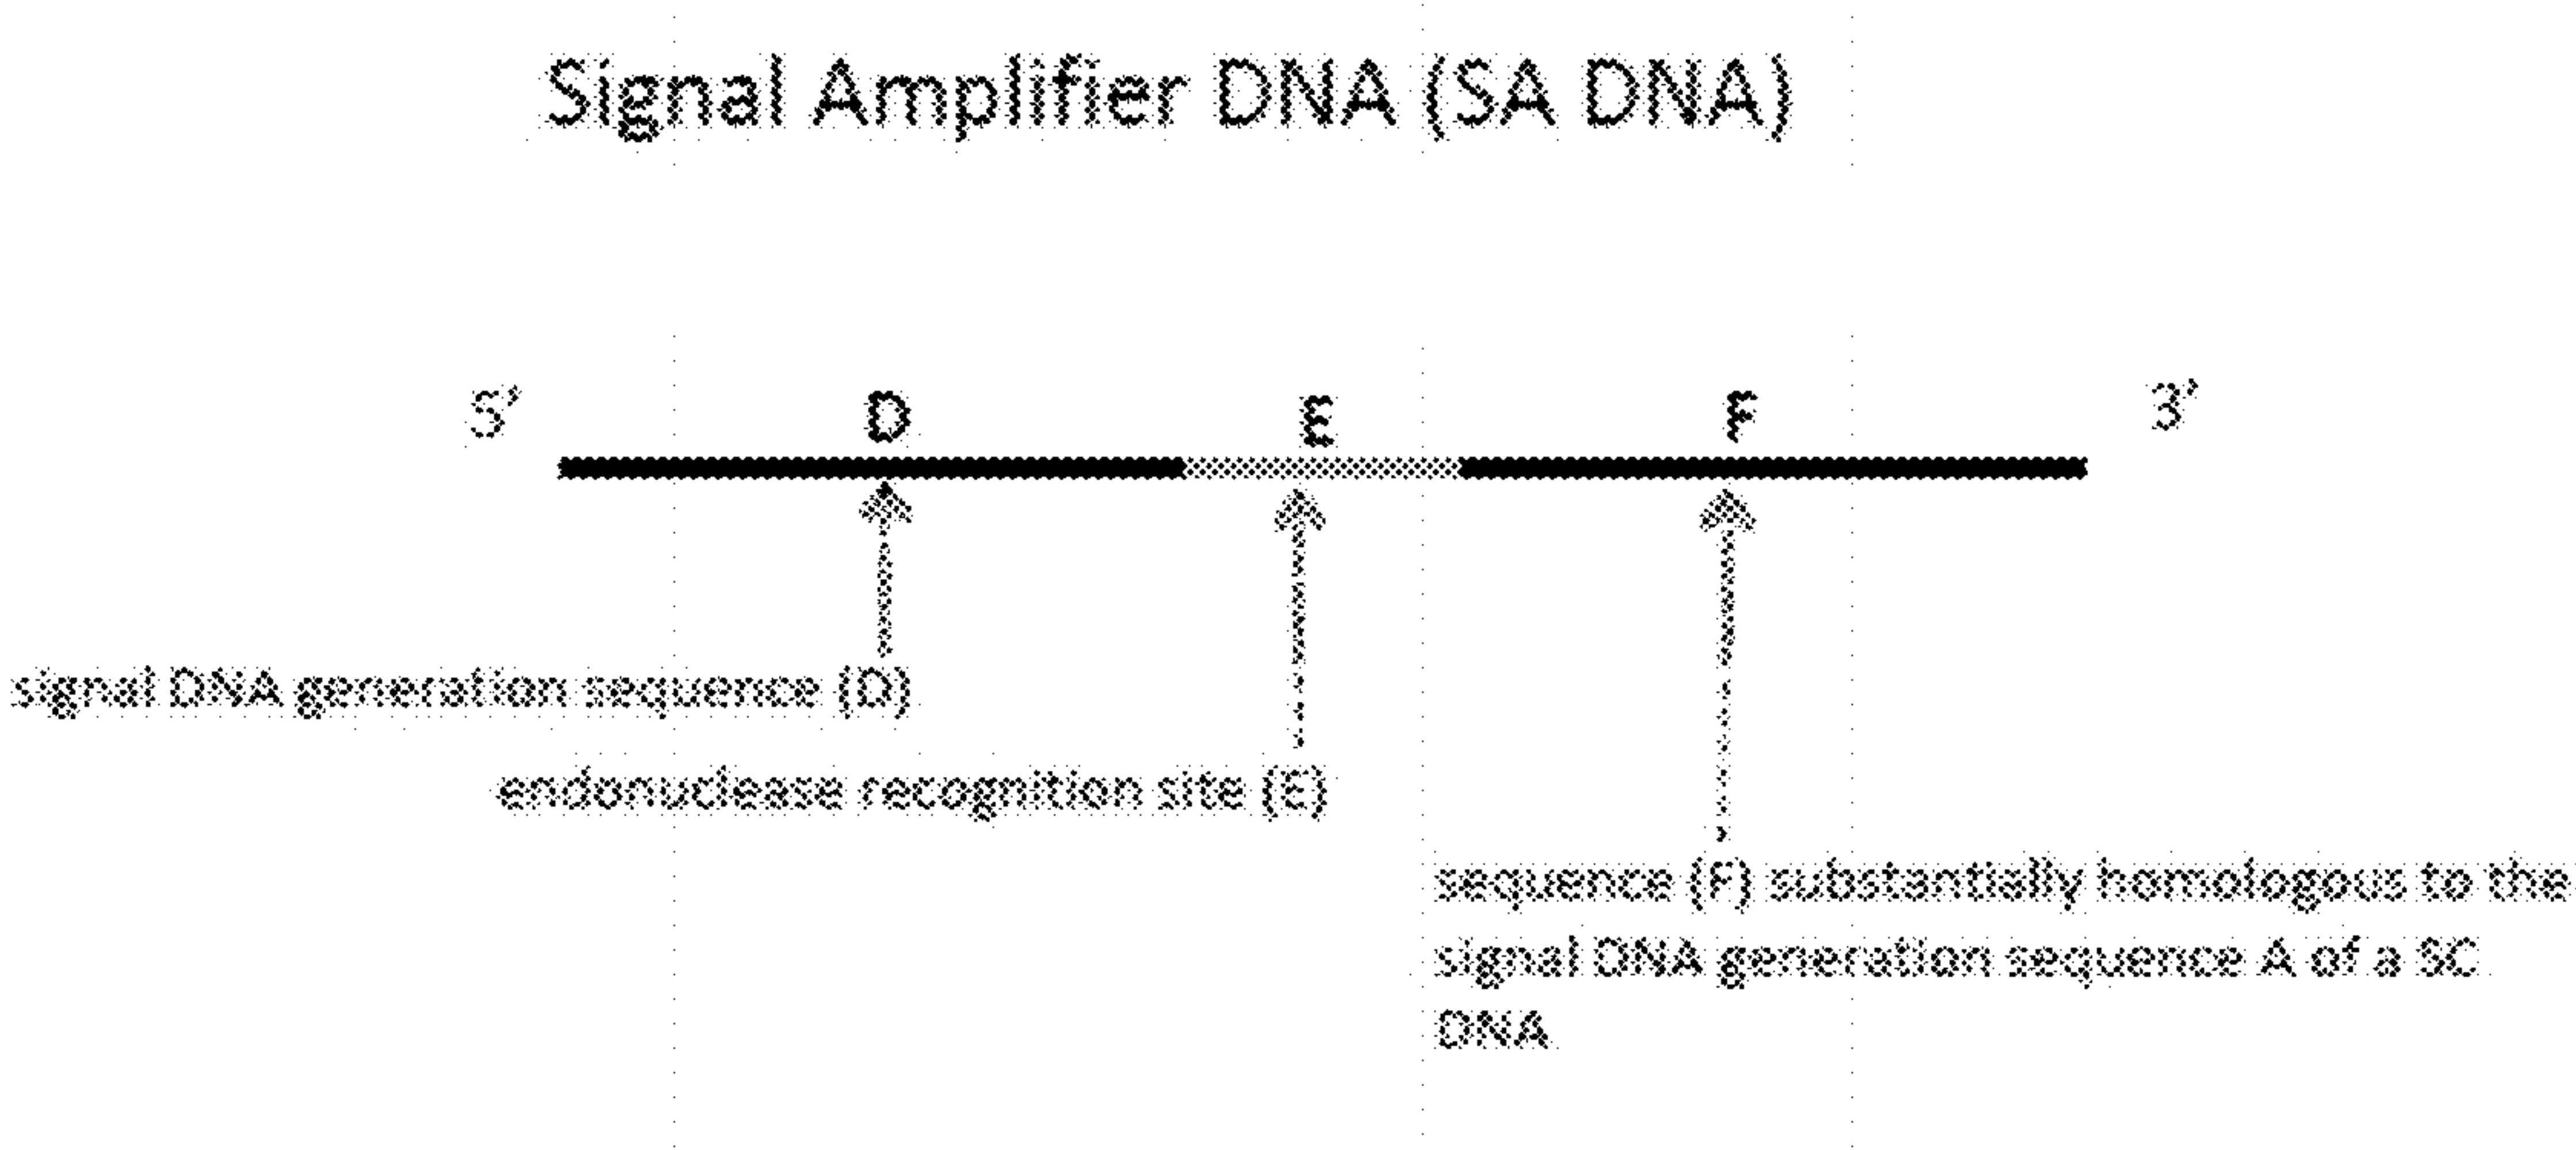 Signal Amplifier DNA (SA DNA)
5' D E F 3'
signal DNA generation sequence (D)
endonuclease recognition site (E)
sequence (F) substantially homologous to the
signal DNA generation sequence A of a SC
DNA